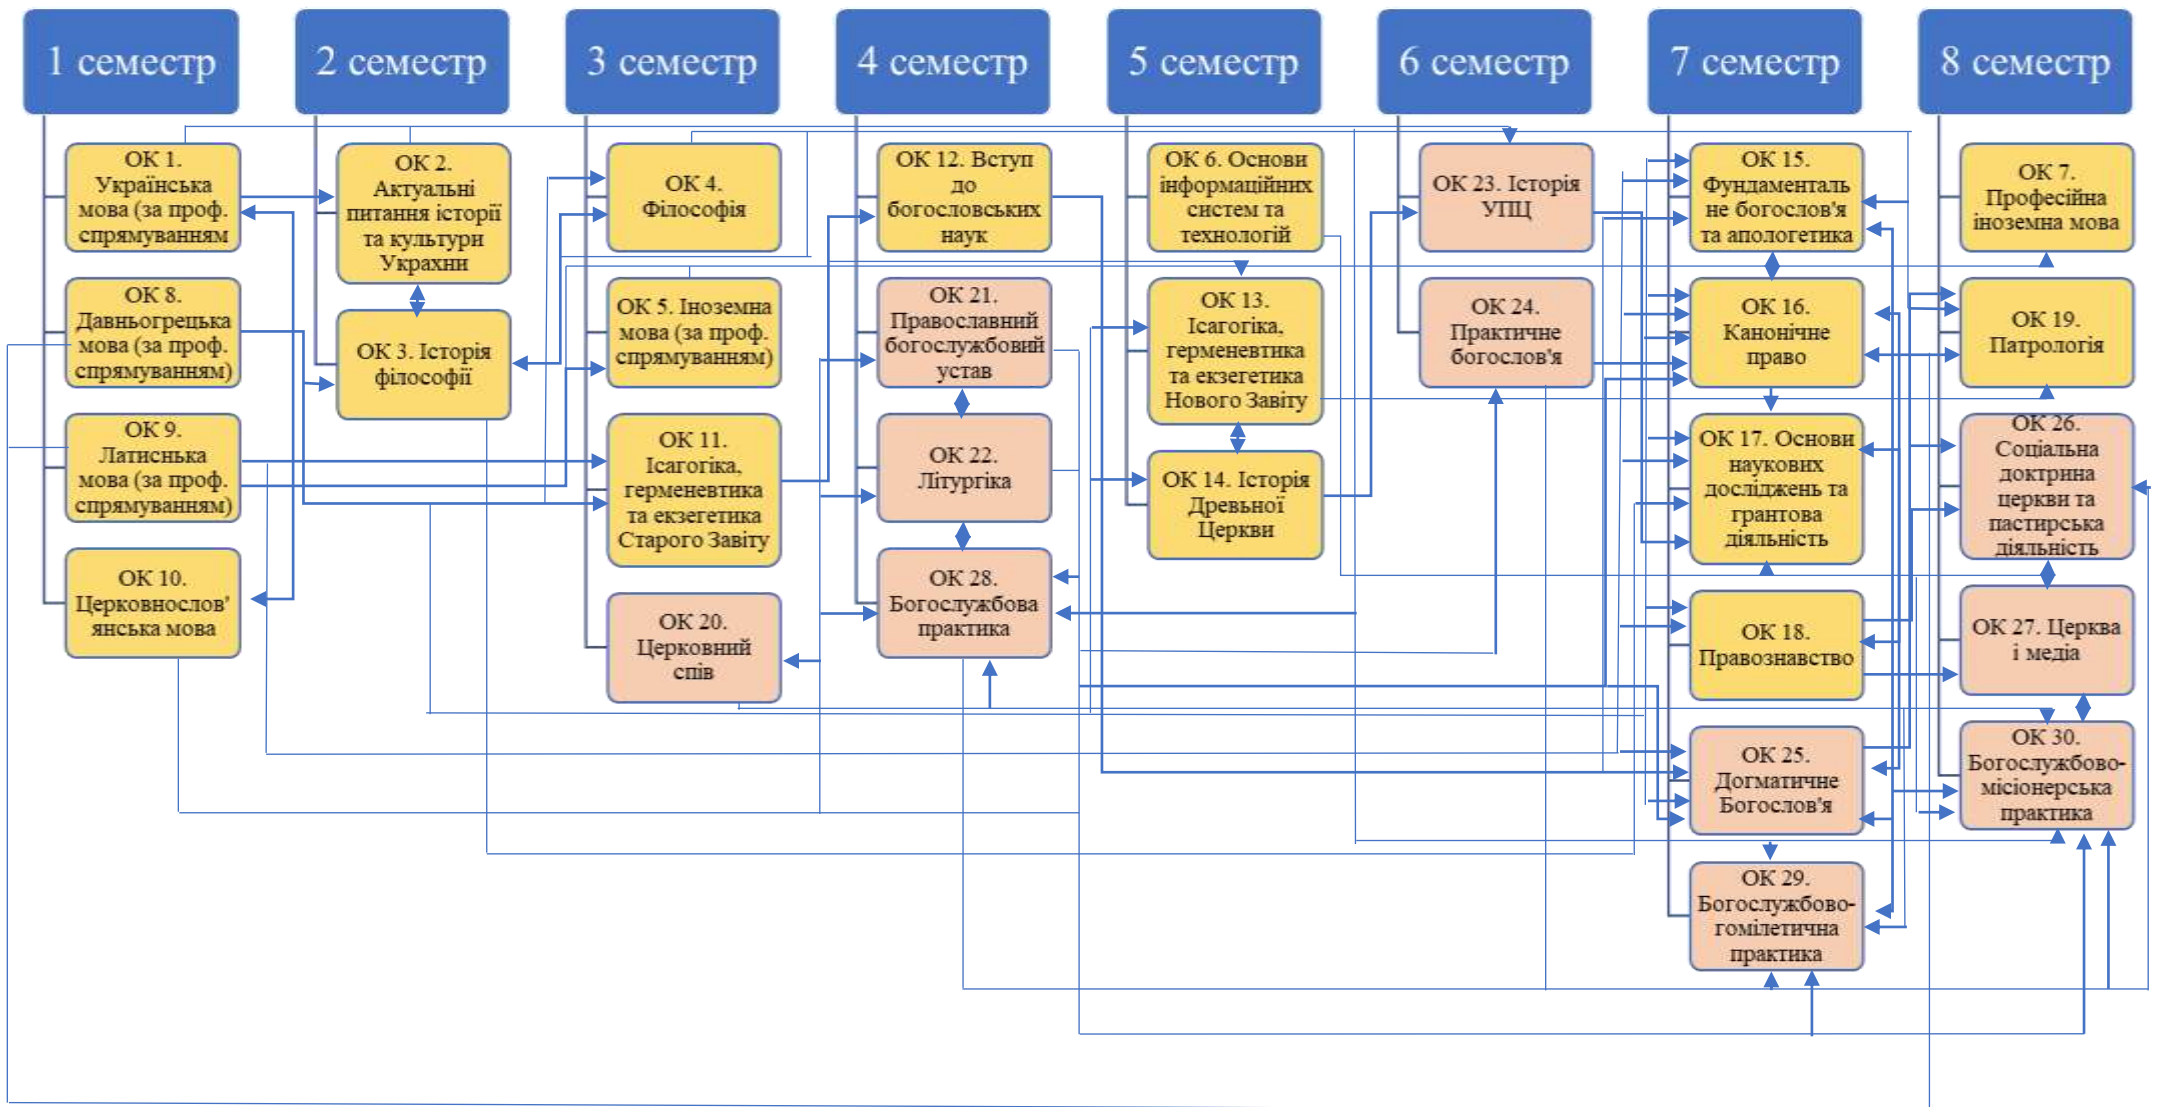 1 семестр
2 семестр
3 семестр
4 семестр
5 семестр
6 семестр
7 семестр
8 семестр
ОК 1.
Українська
мова (за проф.
спрямуванням
ОК 8.
Давньогрецька
мова (за проф.
спрямуванням)
ОК 9.
Латиснька
мова (за проф.
спрямуванням)
ОК 10.
Церковнослов'
янська мова
ОК 2.
Актуальні
питання історії
та культури
Украхни
ОК 3. Історія
філософії
ОК 4.
Філософія
ОК 5. Іноземна
мова (за проф.
спрямуванням)
ОК 11.
Ісагогіка,
герменевтика
та екзегетика
Старого Завіту
ОК 20.
Церковний
спів
ОК 12. Вступ
до
богословських
наук
ОК 21.
Православний
богослужбовий
устав
ОК 22.
Літургіка
ОК 28.
Богослужбова
практика
ОК 6. Основи
інформаційних
систем та
технологій
ОК 13.
Ісагогіка,
герменевтика
та екзегетика
Нового Завіту
ОК 14. Історія
Древньої
Церкви
ОК 23. Історія
УПЦ
ОК 24.
Практичне
богослов'я
ОК 15.
Фундаменталь
не богослов'я
та апологетика
ОК 16.
Канонічне
право
ОК 17. Основи
наукових
досліджень та
грантова
діяльність
ОК 18.
Правознавство
ОК 25.
Догматичне
Богослов'я
ОК 29.
Богослужбово-
гомілетична
практика
ОК 7.
Професійна
іноземна мова
ОК 19.
Патрологія
ОК 26.
Соціальна
доктрина
церкви та
пастирська
діяльність
ОК 27. Церква
і медіа
ОК 30.
Богослужбово-
місіонерська
практика